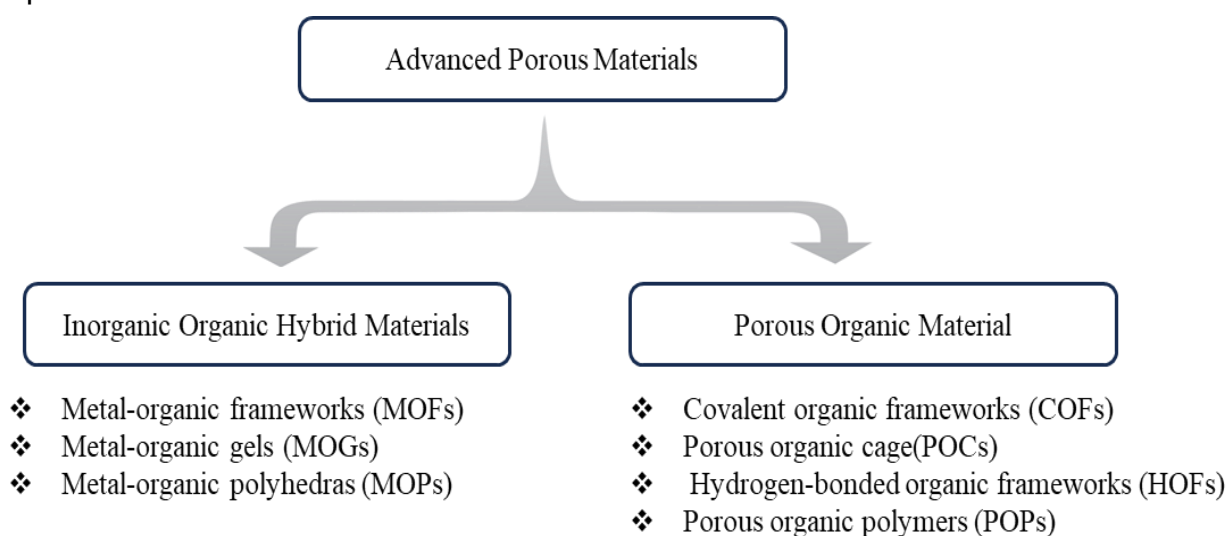 Advanced Porous Materials
Inorganic Organic Hybrid Materials
❖ Metal-organic frameworks (MOFs)
❖ Metal-organic gels (MOGs)
❖ Metal-organic polyhedras (MOPs)
Porous Organic Material
❖ Covalent organic frameworks (COFs)
❖ Porous organic cage(POCs)
❖ Hydrogen-bonded organic frameworks (HOFs)
❖ Porous organic polymers (POPs)